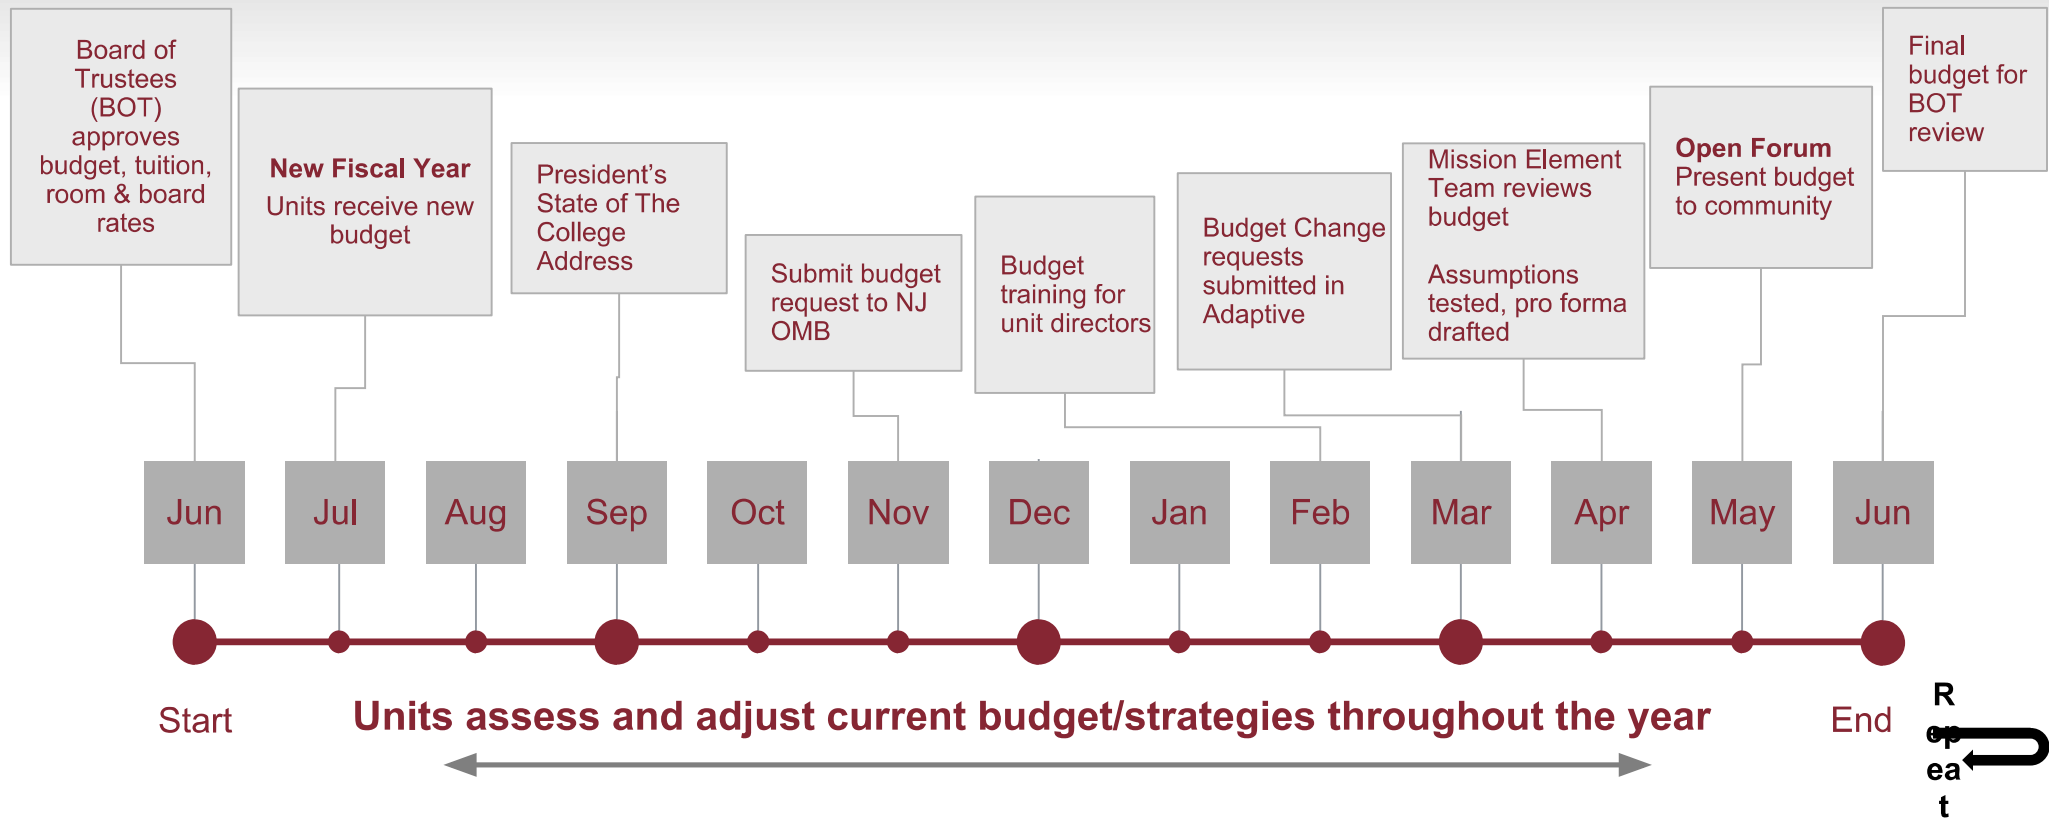 Board of
Trustees
(BOT)
approves
budget, tuition,
room & board
rates
New Fiscal Year
Units receive new
budget
President’s
State of The
College
Address
Submit budget
request to NJ
OMB
Budget
training for
unit directors
Budget Change
requests
submitted in
Adaptive
Mission Element
Team reviews
budget
Assumptions
tested, pro forma
drafted
Open Forum
Present budget
to community
Final
budget for
BOT
review
Jun
Jul
Aug
Sep
Oct
Nov
Dec
Jan
Feb
Mar
Apr
May
Jun
Start
Units assess and adjust current budget/strategies throughout the year
End
R
ep
ea
t